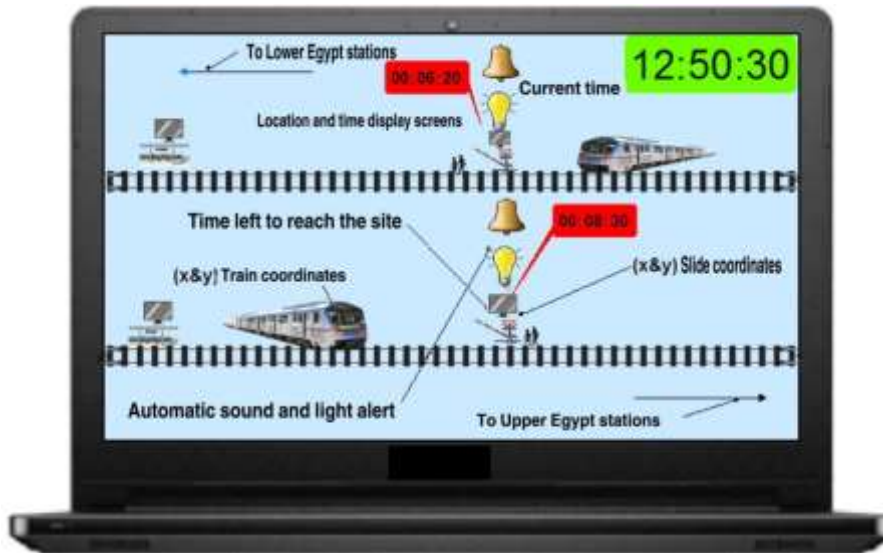 To Lower Egypt stations
12:50:30
00:06:20
Current time
Location and time display screens
Time left to reach the site
00:08:30
(x&y) Slide coordinates
(x&y) Train coordinates
Automatic sound and light alert
To Upper Egypt stations